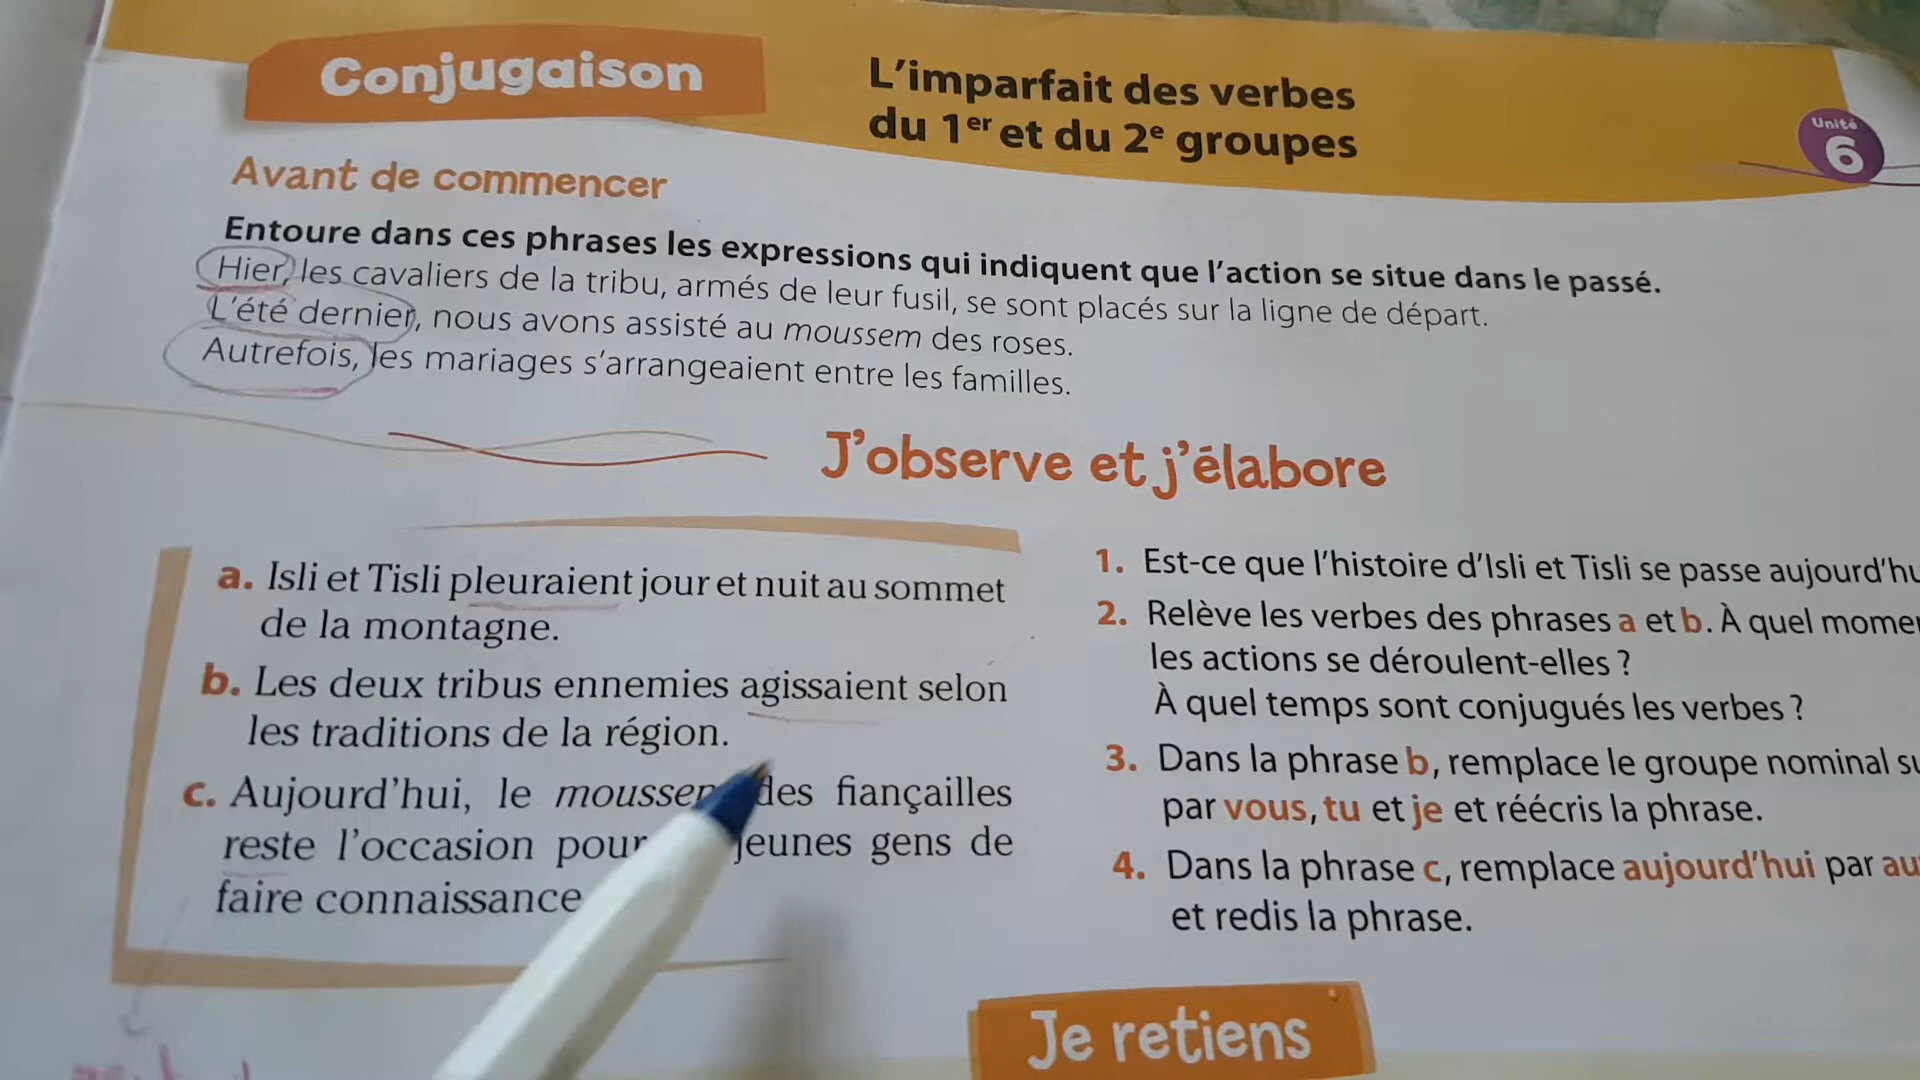 Conjugaison
L'imparfait des verbes
du 1er et du 2e groupes
Unité
6
Avant de commencer
Entoure dans ces phrases les expressions qui indiquent que l'action se situe dans le passé.
Hier, les cavaliers de la tribu, armés de leur fusil, se sont placés sur la ligne de départ.
L'été dernier, nous avons assisté au moussem des roses.
Autrefois, les mariages s'arrangeaient entre les familles.
J'observe et j'élabore
a. Isli et Tisli pleuraient jour et nuit au sommet
de la montagne.
b. Les deux tribus ennemies agissaient selon
les traditions de la région.
c. Aujourd'hui, le moussem des fiançailles
reste l'occasion pour jeunes gens de
faire connaissance
1. Est-ce que l'histoire d'Isli et Tisli se passe aujourd'hu
2. Relève les verbes des phrases a et b. À quel mome
les actions se déroulent-elles ?
À quel temps sont conjugués les verbes ?
3. Dans la phrase b, remplace le groupe nominal su
par vous, tu et je et réécris la phrase.
4. Dans la phrase c, remplace aujourd'hui par au
et redis la phrase.
Je retiens